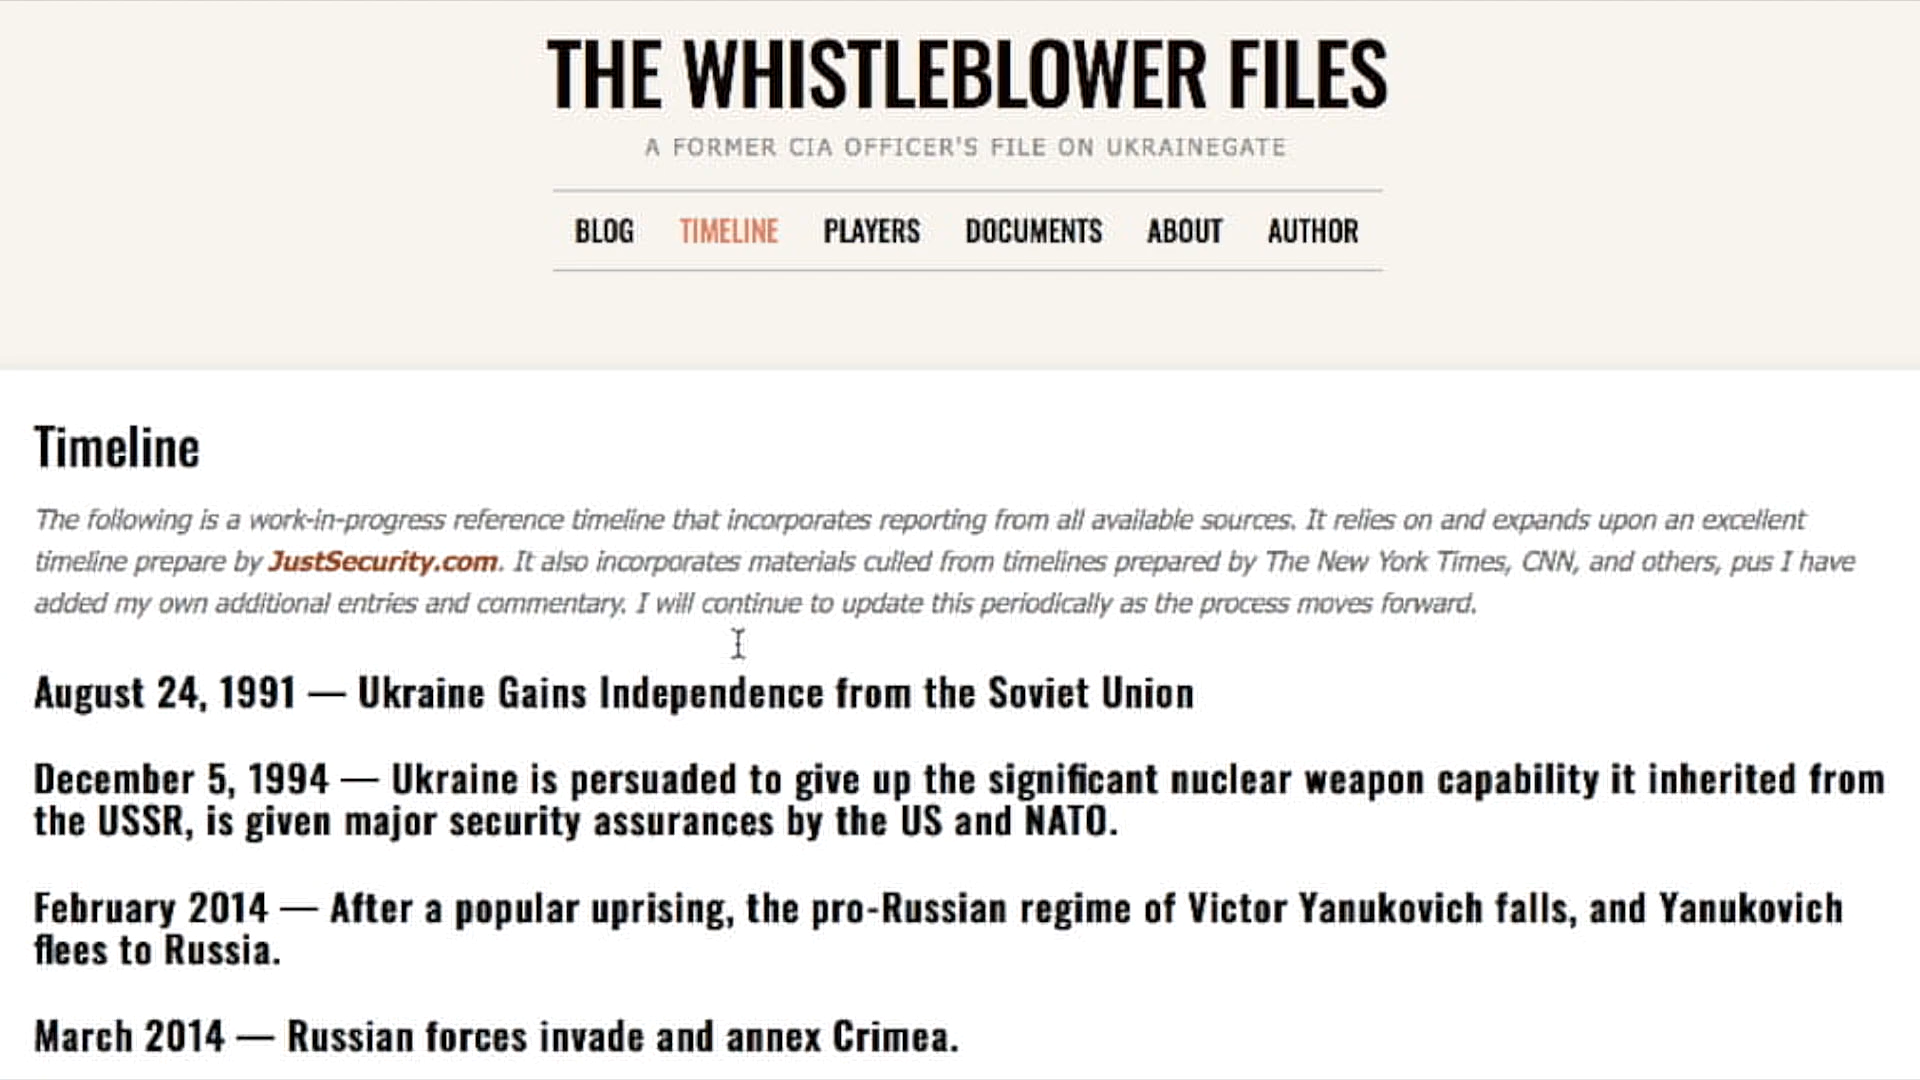 THE WHISTLEBLOWER FILES
A FORMER CIA OFFICER'S FILE ON UKRAINEGATE
BLOG TIMELINE PLAYERS DOCUMENTS ABOUT AUTHOR
Timeline
The following is a work-in-progress reference timeline that incorporates reporting from all available sources. It relies on and expands upon an excellent
timeline prepare by JustSecurity.com. It also incorporates materials culled from timelines prepared by The New York Times, CNN, and others, pus I have
added my own additional entries and commentary. I will continue to update this periodically as the process moves forward.
August 24, 1991 — Ukraine Gains Independence from the Soviet Union
December 5, 1994 — Ukraine is persuaded to give up the significant nuclear weapon capability it inherited from
the USSR, is given major security assurances by the US and NATO.
February 2014 — After a popular uprising, the pro-Russian regime of Victor Yanukovich falls, and Yanukovich
flees to Russia.
March 2014 — Russian forces invade and annex Crimea.